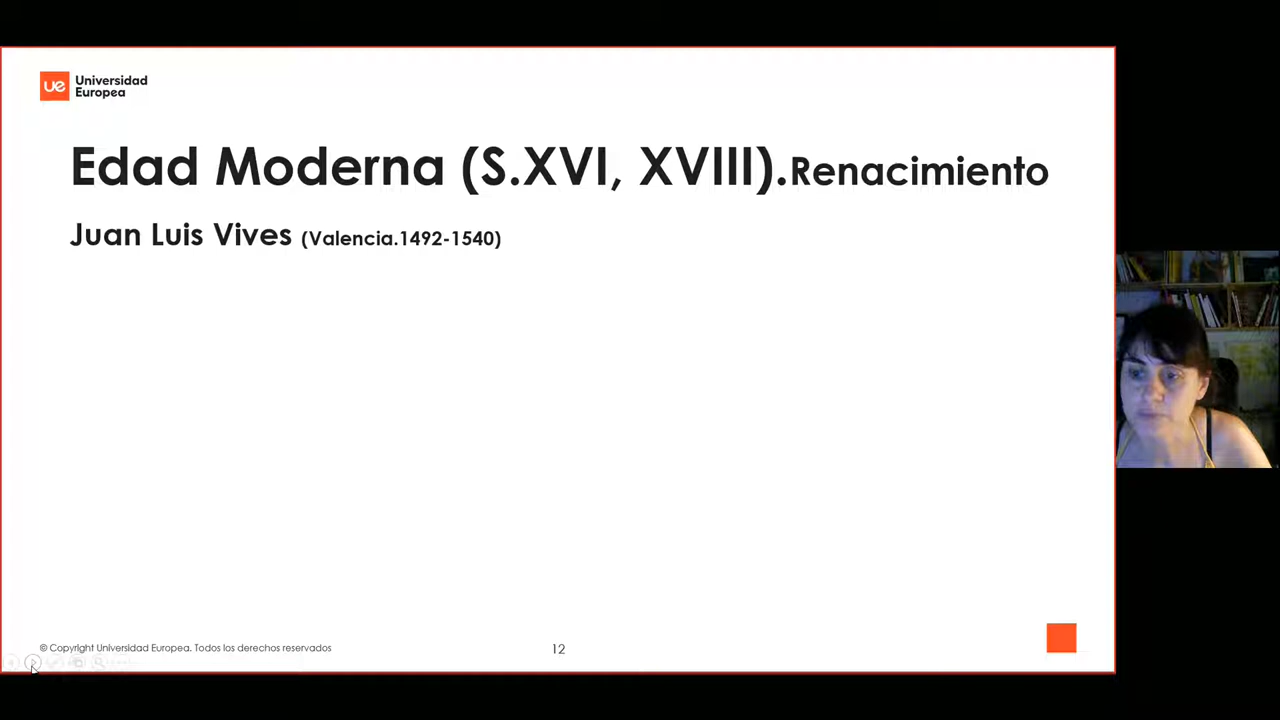 ue Universidad
Europea
Edad Moderna (S.XVI, XVIII).Renacimiento
Juan Luis Vives (Valencia.1492-1540)
© Copyright Universidad Europea. Todos los derechos reservados
12